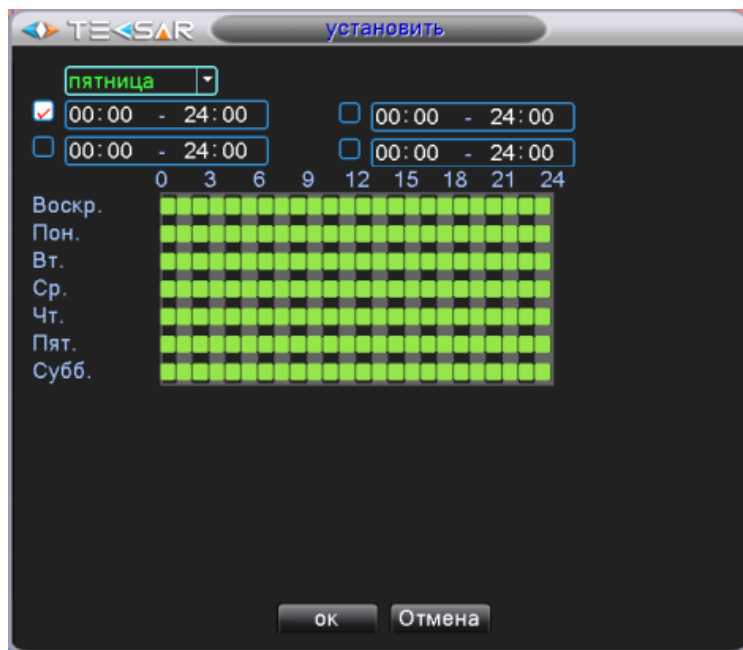 TECSAR установить
пятница
00:00 - 24:00 00:00 - 24:00
00:00 - 24:00 00:00 - 24:00
0 3 6 9 12 15 18 21 24
Воскр.
Пон.
Вт.
Ср.
Чт.
Пят.
Субб.
ок Отмена